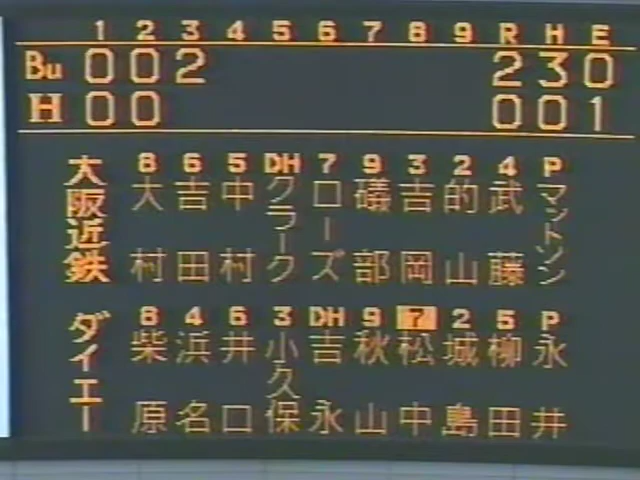 1 2 3 4 5 6 7 8 9 R H E
Bu 0 0 2 2 3 0
H 0 0 0 0 1
大阪近鉄
8 6 5 DH 7 9 3 2 4 P
大村 吉田 中村 クラーク ローズ 礒部 吉岡 的山 武藤 マットソン
ダイエー
8 4 6 3 DH 9 7 2 5 P
柴原 浜名 井口 小久保 吉永 秋山 松中 城島 柳田 永井